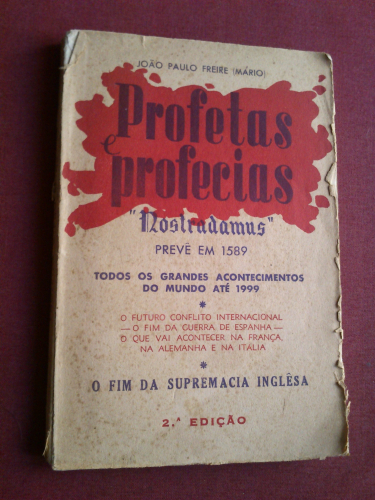 JOÃO PAULO FREIRE (MÁRIO)
Profetas
e
profecias
"Nostradamus"
PREVÊ EM 1589
TODOS OS GRANDES ACONTECIMENTOS
DO MUNDO ATÉ 1999
*
O FUTURO CONFLITO INTERNACIONAL
— O FIM DA GUERRA DE ESPANHA —
O QUE VAI ACONTECER NA FRANÇA,
NA ALEMANHA E NA ITÁLIA
*
O FIM DA SUPREMACIA INGLÊSA
2.ª EDIÇÃO